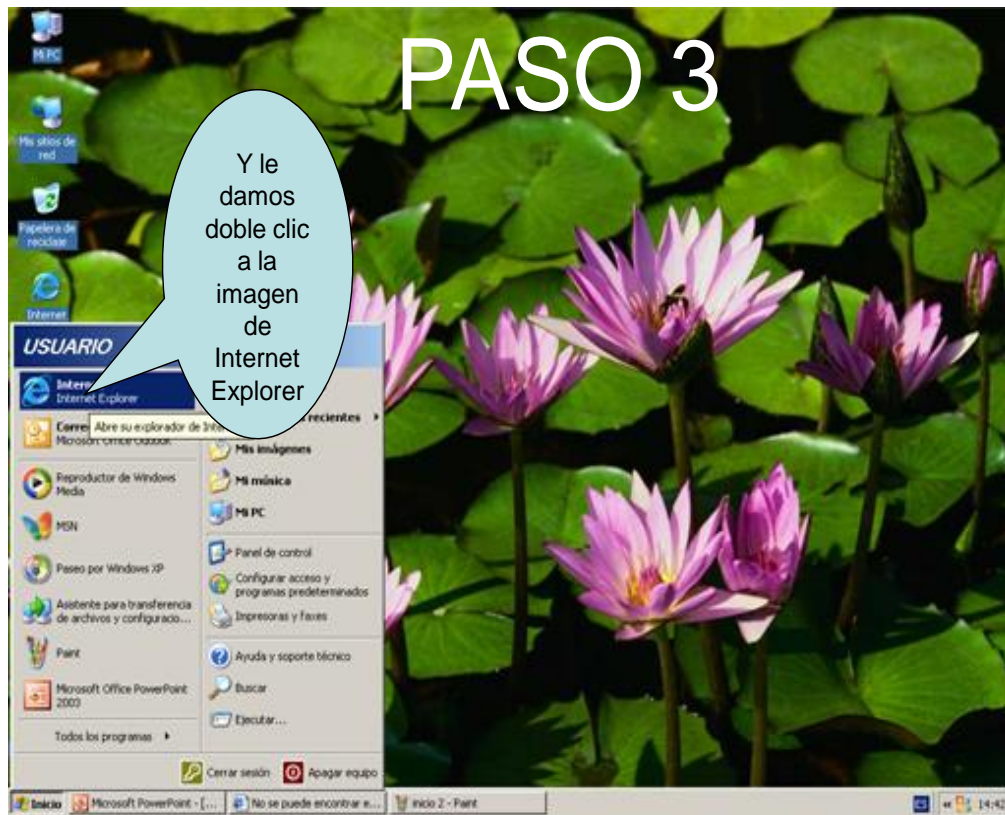 PASO 3
Mi PC
Mis sitios de
red
Papelera de
reciclaje
Internet
Y le
damos
doble clic
a la
imagen
de
Internet
Explorer
USUARIO
Internet Explorer
Abre su explorador de
Microsoft Office Outlook
Reproductor de Windows
Media
MSN
Paseo por Windows XP
Asistente para transferencia
de archivos y configuracio...
Paint
Microsoft Office PowerPoint
2003
Todos los programas
recientes
Mis imágenes
Mi música
Mi PC
Panel de control
Configurar acceso y
programas predeterminados
Impresoras y faxes
Ayuda y soporte técnico
Buscar
Ejecutar...
Cerrar sesión
Apagar equipo
Inicio
Microsoft PowerPoint - [...
No se puede encontrar e...
inicio 2 - Paint
ES
14:42